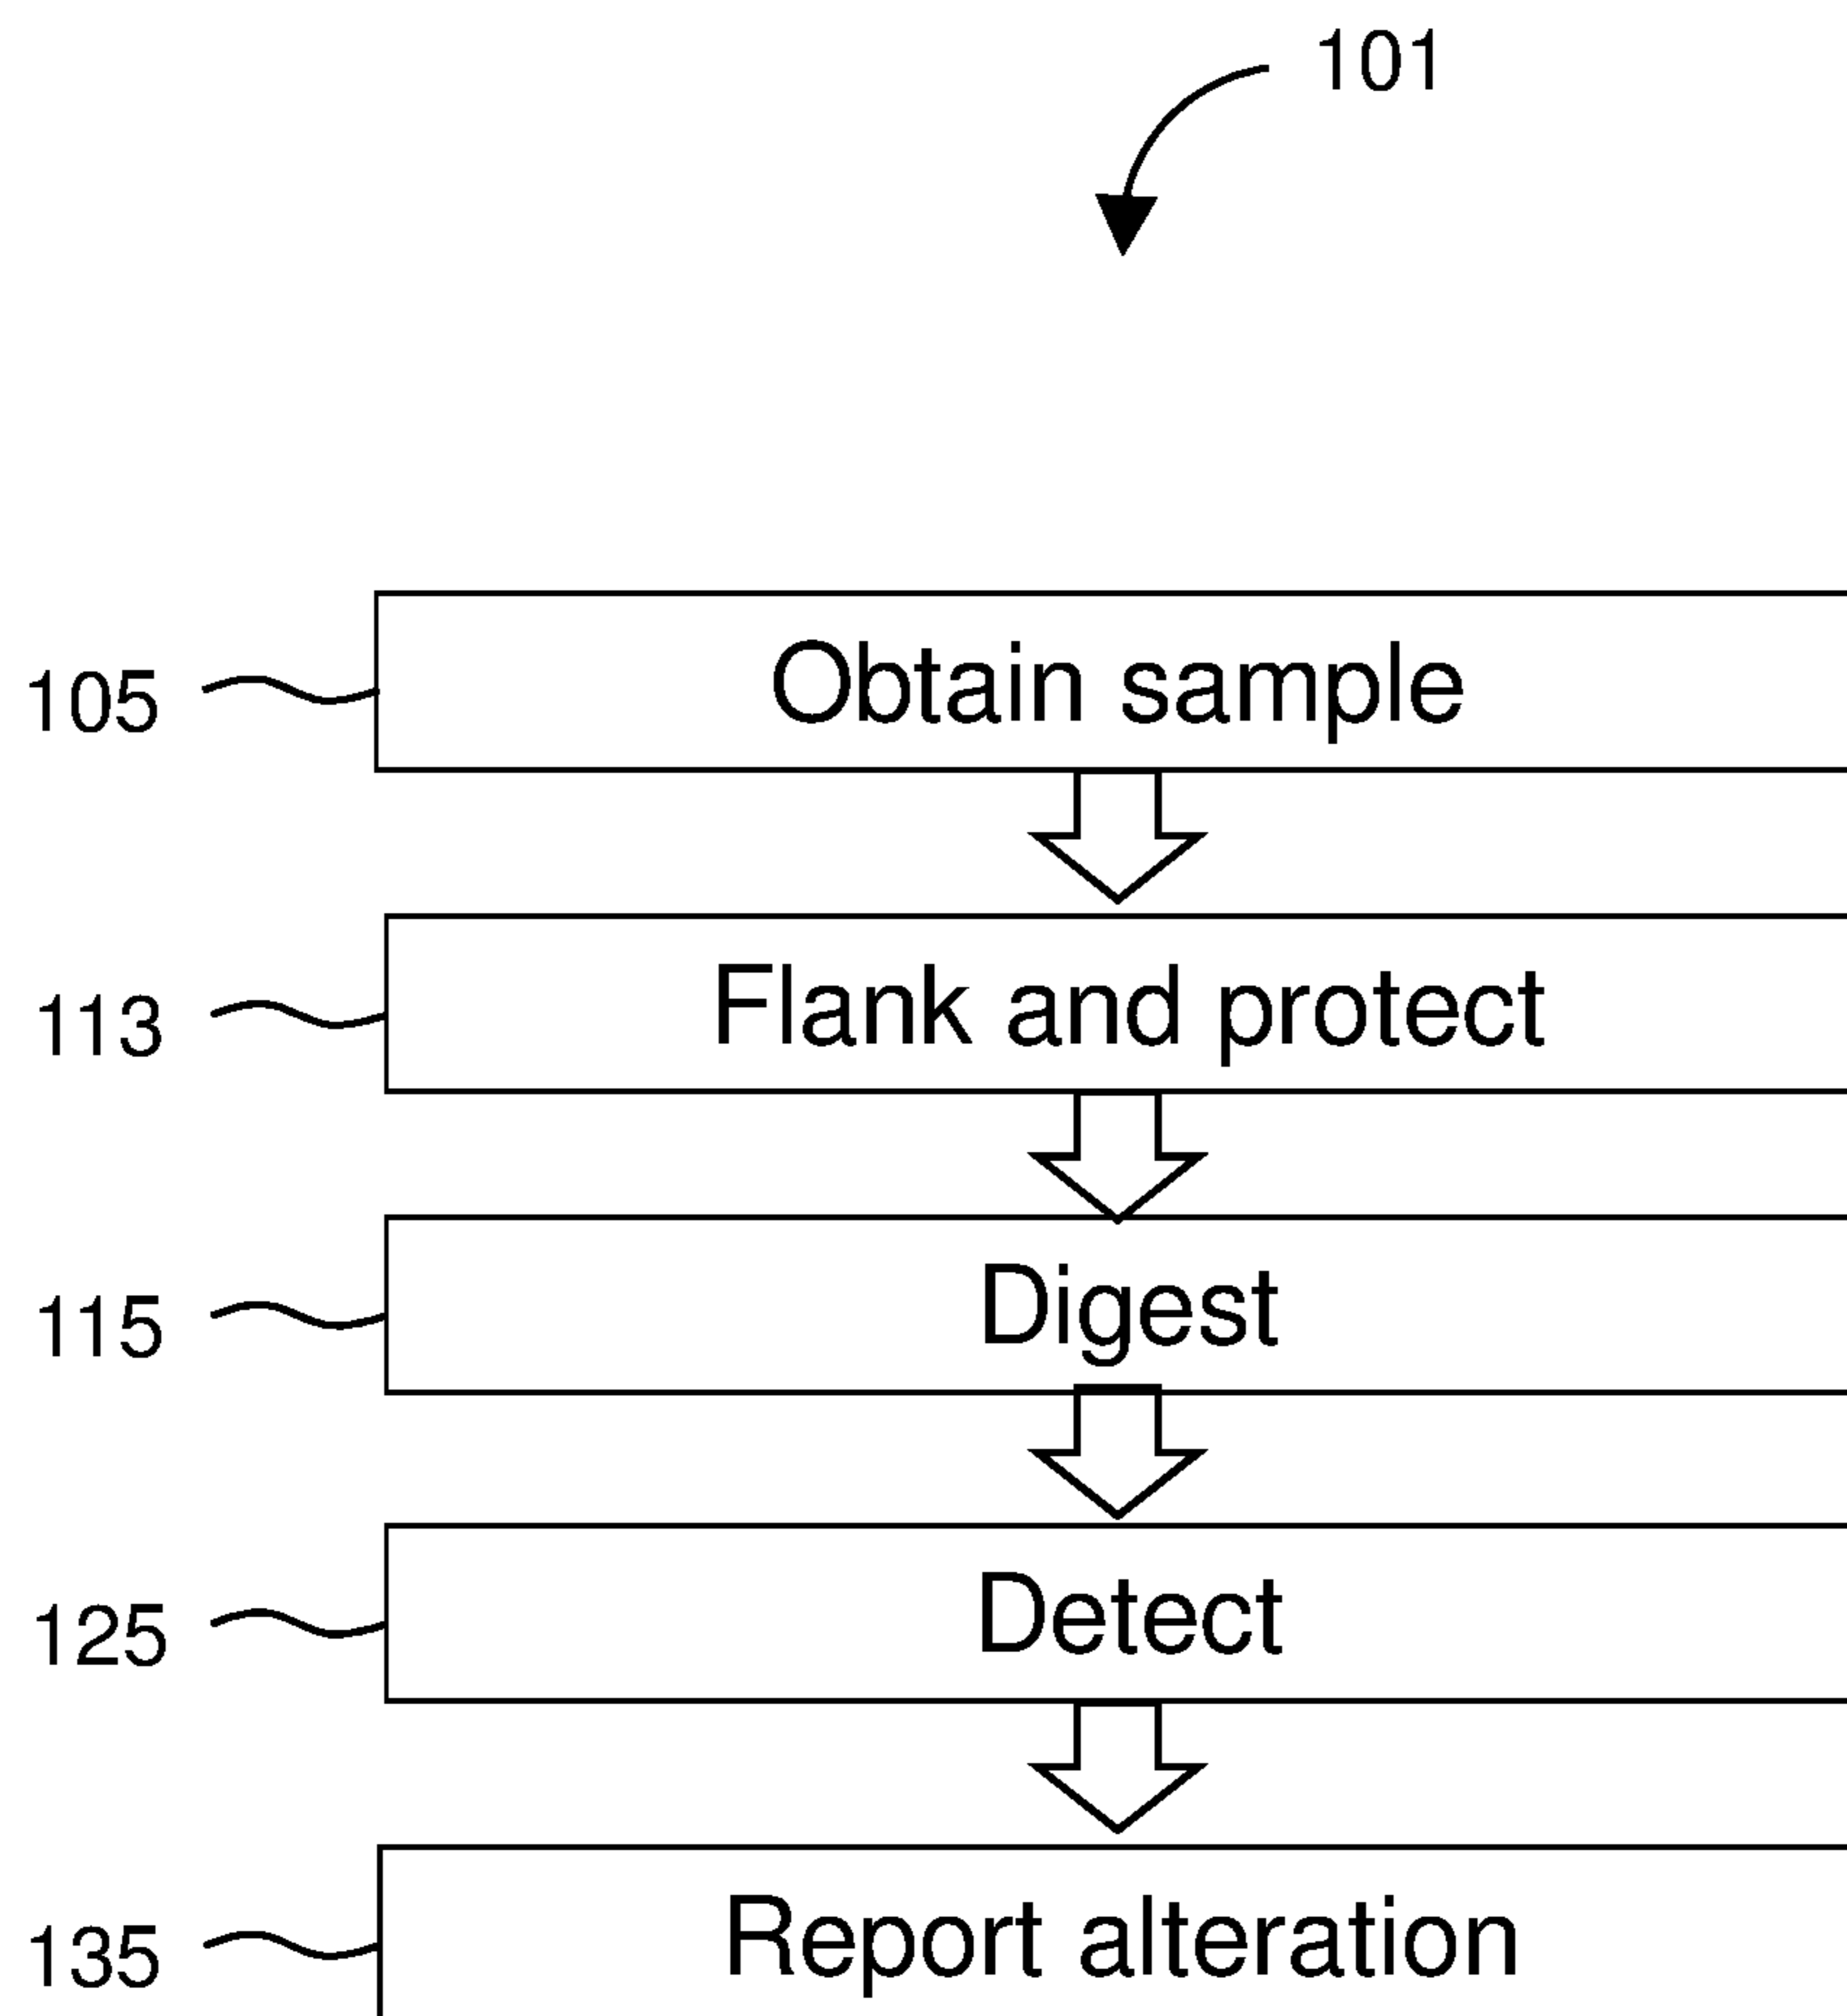 101
105 Obtain sample
113 Flank and protect
115 Digest
125 Detect
135 Report alteration